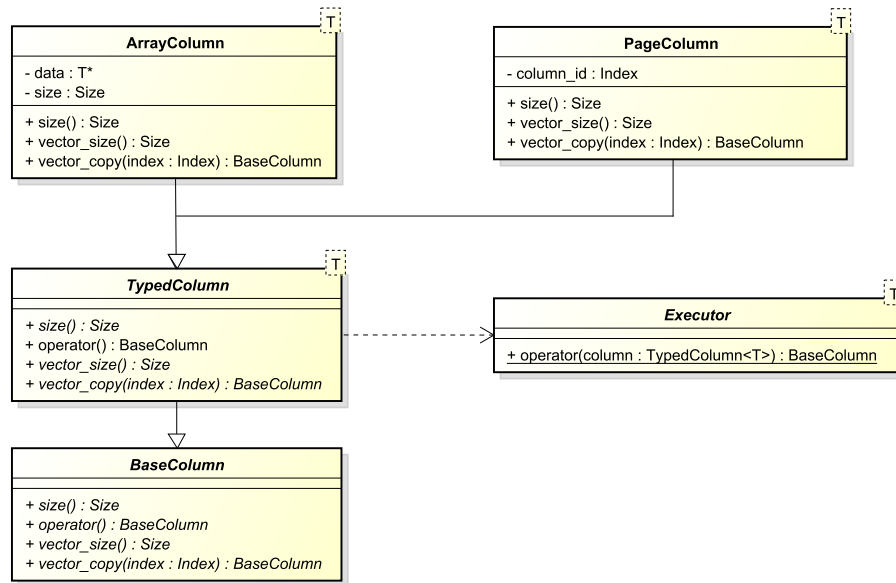 T
ArrayColumn
- data : T*
- size : Size
+ size() : Size
+ vector_size() : Size
+ vector_copy(index : Index) : BaseColumn
T
PageColumn
- column_id : Index
+ size() : Size
+ vector_size() : Size
+ vector_copy(index : Index) : BaseColumn
T
TypedColumn
+ size() : Size
+ operator() : BaseColumn
+ vector_size() : Size
+ vector_copy(index : Index) : BaseColumn
T
Executor
+ operator(column : TypedColumn<T>) : BaseColumn
BaseColumn
+ size() : Size
+ operator() : BaseColumn
+ vector_size() : Size
+ vector_copy(index : Index) : BaseColumn